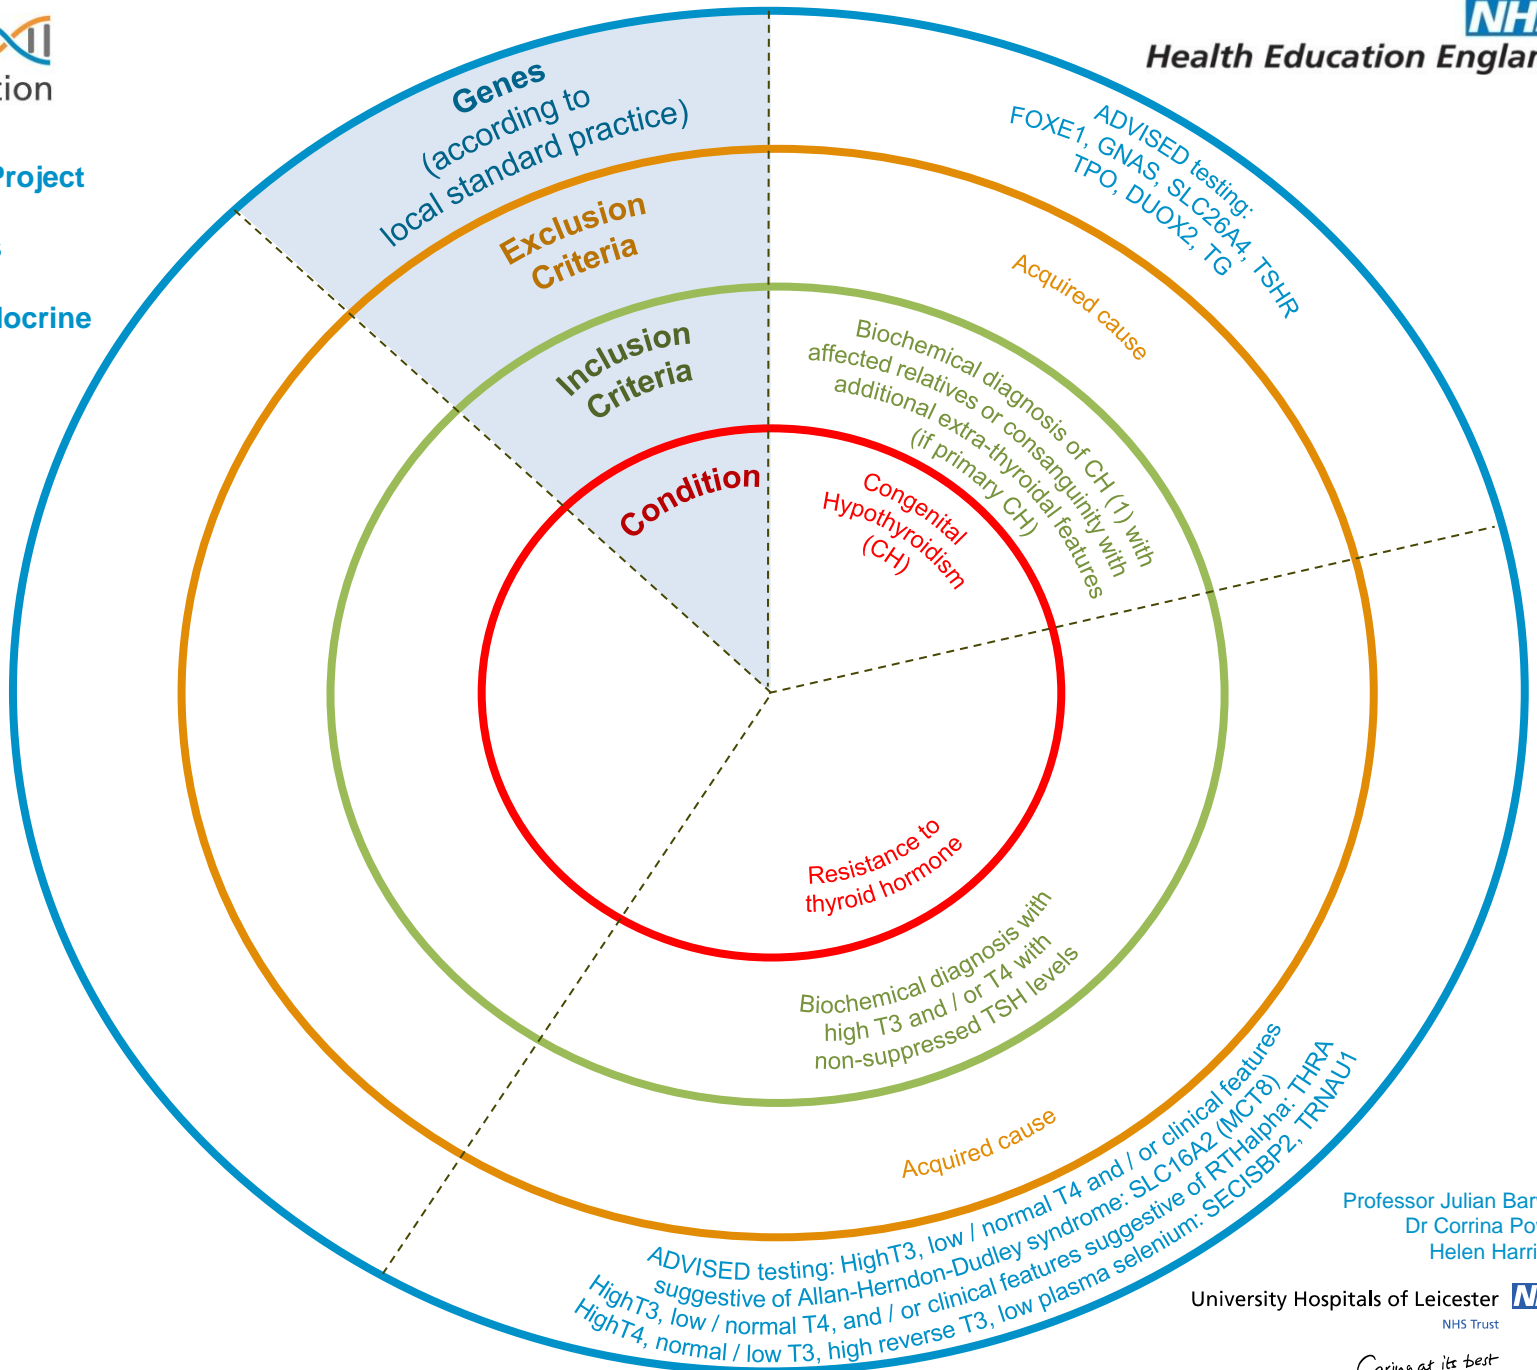 Project
docrine
NHS
Health Education England
Genes
(according to
local standard practice)
Exclusion
Criteria
Inclusion
Criteria
Condition
ADVISED testing:
FOXE1, GNAS, SLC26A4, TSHR
TPO, DUOX2, TG
Acquired cause
Biochemical diagnosis of CH (1) with
affected relatives or consanguinity with
additional extra-thyroidal features
(if primary CH)
Congenital
Hypothyroidism
(CH)
Resistance to
thyroid hormone
Biochemical diagnosis with
high T3 and / or T4 with
non-suppressed TSH levels
Acquired cause
ADVISED testing: HighT3, low / normal T4 and / or clinical features
suggestive of Allan-Herndon-Dudley syndrome: SLC16A2 (MCT8)
HighT3, low / normal T4, and / or clinical features suggestive of RTHalpha: THRA
HighT4, normal / low T3, high reverse T3, low plasma selenium: SECISBP2, TRNAU1
Professor Julian Bar
Dr Corrina Po
Helen Harri
University Hospitals of Leicester
NHS Trust
Caring at its best